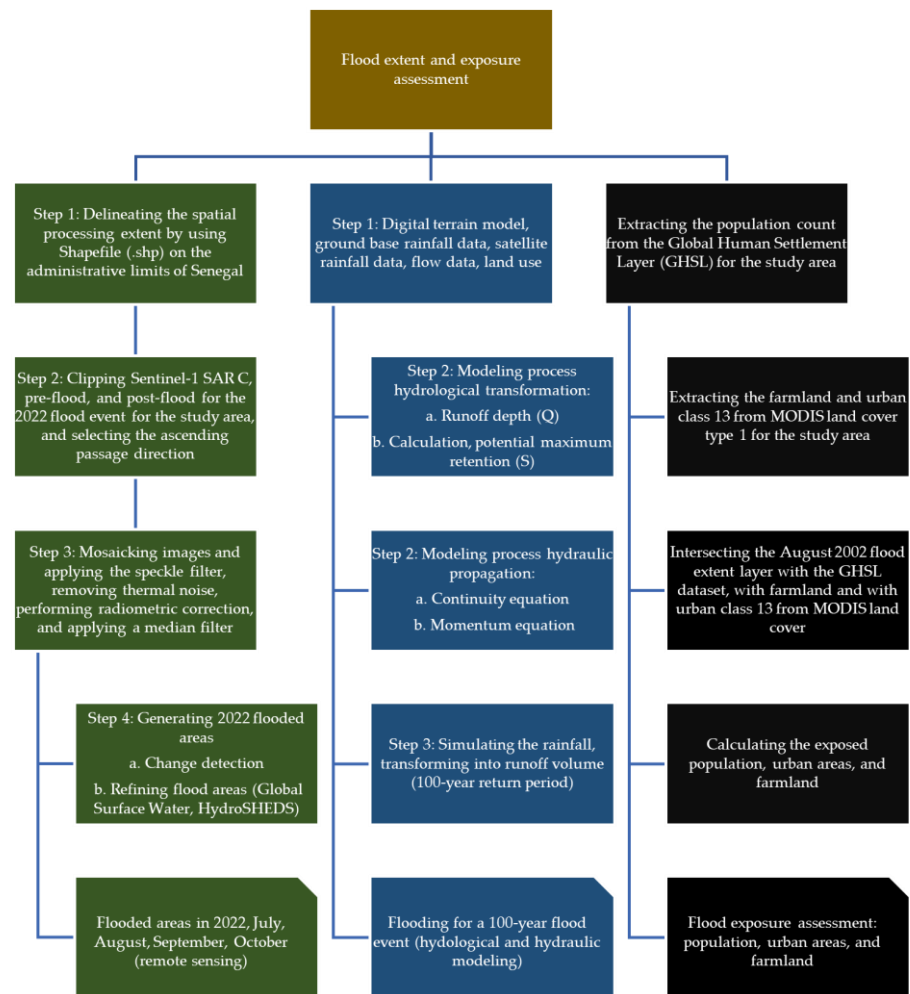 Flood extent and exposure
assessment
Step 1: Delineating the spatial
processing extent by using
Shapefile (.shp) on the
administrative limits of Senegal
Step 2: Clipping Sentinel-1 SAR C,
pre-flood, and post-flood for the
2022 flood event for the study area,
and selecting the ascending
passage direction
Step 3: Mosaicking images and
applying the speckle filter,
removing thermal noise,
performing radiometric correction,
and applying a median filter
Step 4: Generating 2022 flooded
areas
a. Change detection
b. Refining flood areas (Global
Surface Water, HydroSHEDS)
Flooded areas in 2022, July,
August, September, October
(remote sensing)
Step 1: Digital terrain model,
ground base rainfall data, satellite
rainfall data, flow data, land use
Step 2: Modeling process
hydrological transformation:
a. Runoff depth (Q)
b. Calculation, potential maximum
retention (S)
Step 2: Modeling process hydraulic
propagation:
a. Continuity equation
b. Momentum equation
Step 3: Simulating the rainfall,
transforming into runoff volume
(100-year return period)
Flooding for a 100-year flood
event (hydological and hydraulic
modeling)
Extracting the population count
from the Global Human Settlement
Layer (GHSL) for the study area
Extracting the farmland and urban
class 13 from MODIS land cover
type 1 for the study area
Intersecting the August 2002 flood
extent layer with the GHSL
dataset, with farmland and with
urban class 13 from MODIS land
cover
Calculating the exposed
population, urban areas, and
farmland
Flood exposure assessment:
population, urban areas, and
farmland